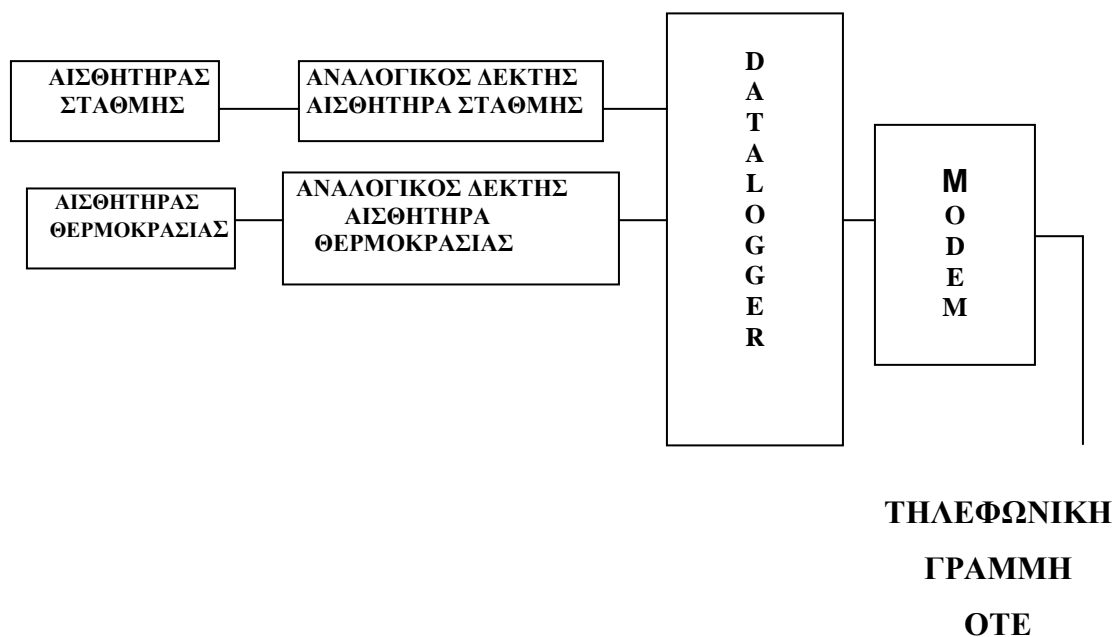 ΑΙΣΘΗΤΗΡΑΣ
ΣΤΑΘΜΗΣ
ΑΝΑΛΟΓΙΚΟΣ ΔΕΚΤΗΣ
ΑΙΣΘΗΤΗΡΑ ΣΤΑΘΜΗΣ
ΑΙΣΘΗΤΗΡΑΣ
ΘΕΡΜΟΚΡΑΣΙΑΣ
ΑΝΑΛΟΓΙΚΟΣ ΔΕΚΤΗΣ
ΑΙΣΘΗΤΗΡΑ
ΘΕΡΜΟΚΡΑΣΙΑΣ
D
A
T
A
L
O
G
G
E
R
M
O
D
E
M
ΤΗΛΕΦΩΝΙΚΗ
ΓΡΑΜΜΗ
ΟΤΕ